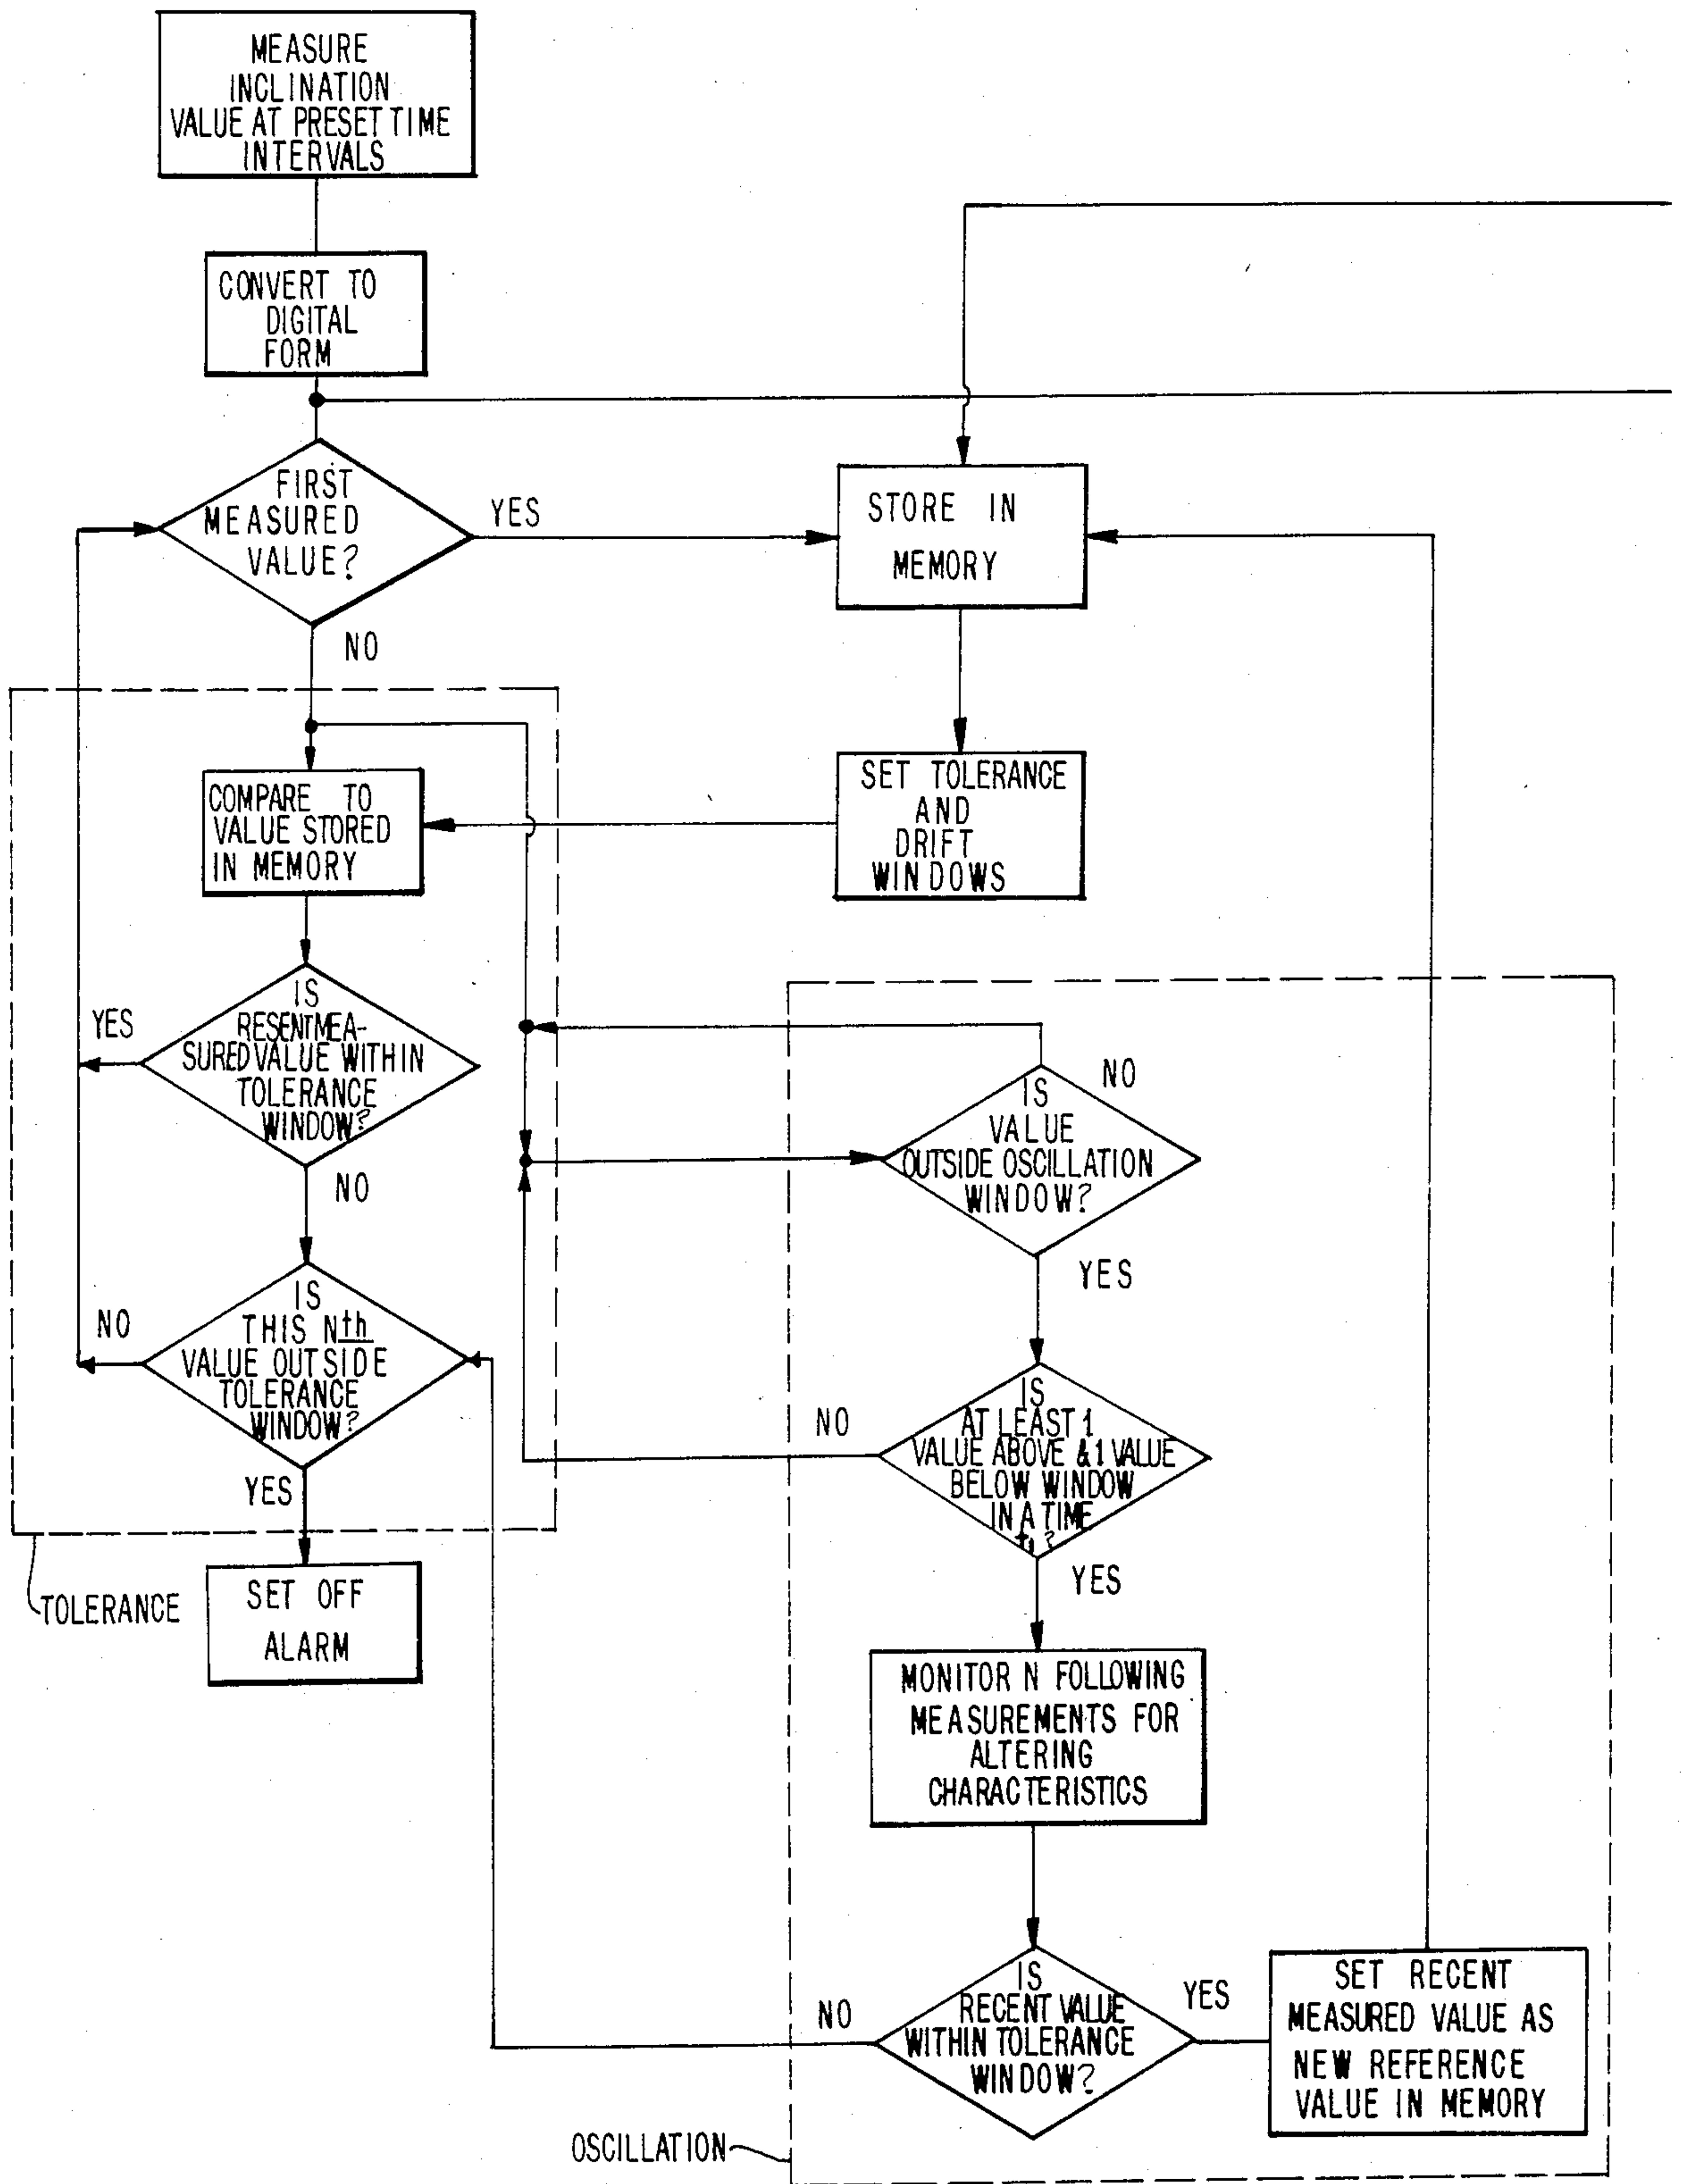 MEASURE
INCLINATION
VALUE AT PRESET TIME
INTERVALS
CONVERT TO
DIGITAL
FORM
FIRST
MEASURED
VALUE?
YES
NO
STORE IN
MEMORY
SET TOLERANCE
AND
DRIFT
WINDOWS
COMPARE TO
VALUE STORED
IN MEMORY
IS
RESENT MEA-
SURED VALUE WITHIN
TOLERANCE
WINDOW?
YES
NO
IS
THIS Nth
VALUE OUTSIDE
TOLERANCE
WINDOW?
NO
YES
TOLERANCE
SET OFF
ALARM
IS
VALUE
OUTSIDE OSCILLATION
WINDOW?
NO
YES
IS
AT LEAST 1
VALUE ABOVE & 1 VALUE
BELOW WINDOW
IN A TIME
t1?
NO
YES
MONITOR N FOLLOWING
MEASUREMENTS FOR
ALTERING
CHARACTERISTICS
IS
RECENT VALUE
WITHIN TOLERANCE
WINDOW?
NO
YES
SET RECENT
MEASURED VALUE AS
NEW REFERENCE
VALUE IN MEMORY
OSCILLATION